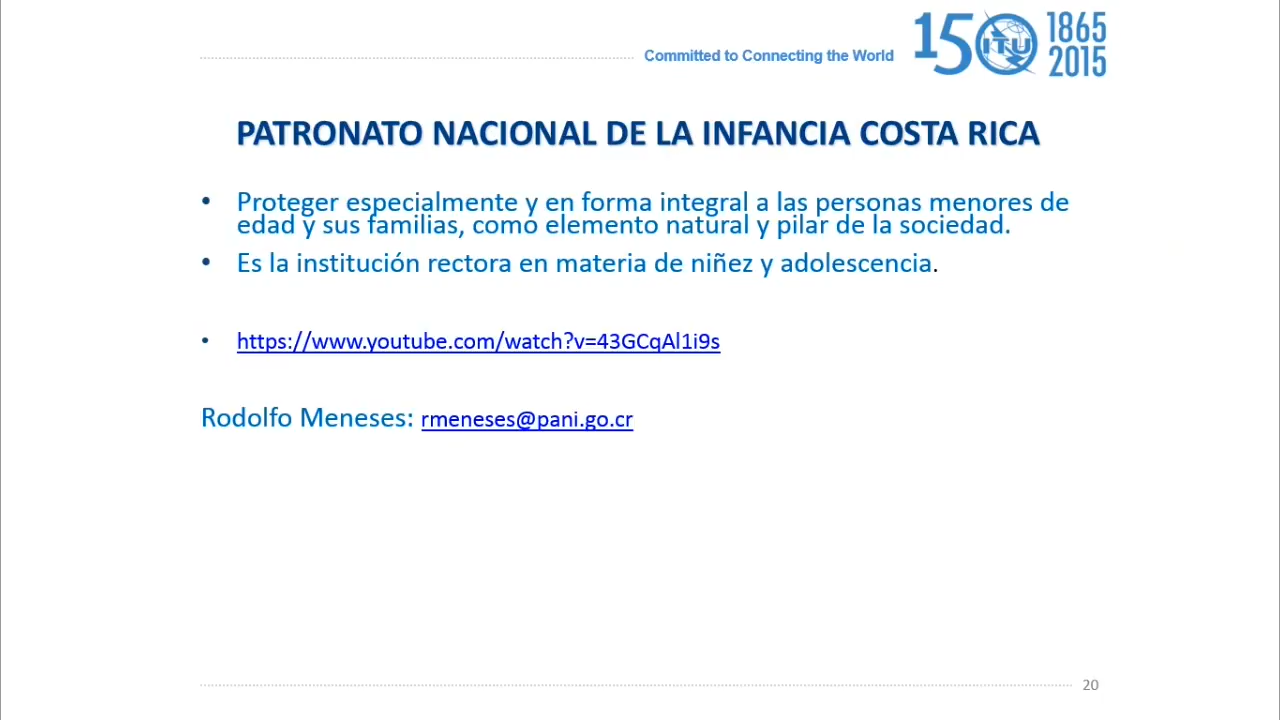 Committed to Connecting the World
150 ITU 1865
2015
PATRONATO NACIONAL DE LA INFANCIA COSTA RICA
• Proteger especialmente y en forma integral a las personas menores de
edad y sus familias, como elemento natural y pilar de la sociedad.
• Es la institución rectora en materia de niñez y adolescencia.
• https://www.youtube.com/watch?v=43GCqAl1i9s
Rodolfo Meneses: rmeneses@pani.go.cr
20